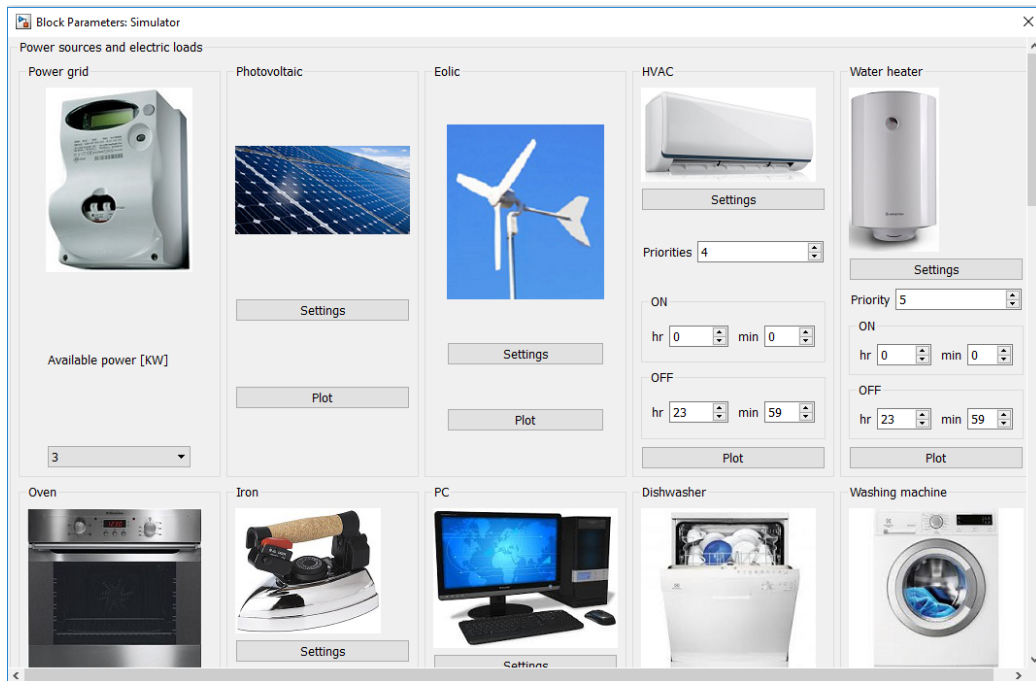 Block Parameters: Simulator
Power sources and electric loads
Power grid
Available power [KW]
3
Photovoltaic
Settings
Plot
Eolic
Settings
Plot
HVAC
Settings
Priorities 4
ON
hr 0 min 0
OFF
hr 23 min 59
Plot
Water heater
Settings
Priority 5
ON
hr 0 min 0
OFF
hr 23 min 59
Plot
Oven
Iron
Settings
PC
Settings
Dishwasher
Washing machine